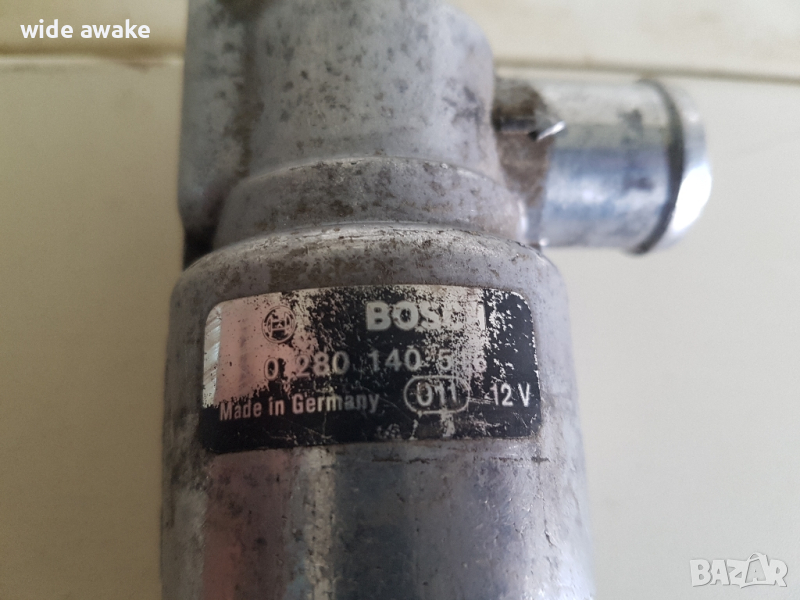 wide awake
BOSCH
0 280 140
Made in Germany 011 12 V
BAZAR